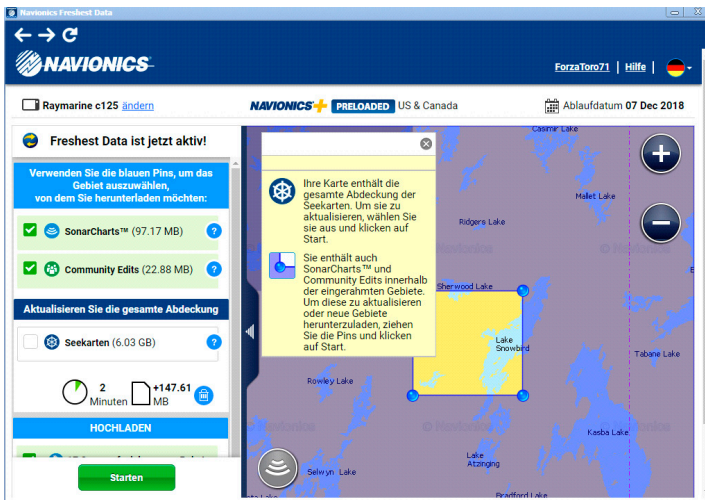 Navionics Freshest Data
NAVIONICS
ForzaToro71 | Hilfe |
Raymarine c125 ändern
NAVIONICS+ PRELOADED US & Canada
Ablaufdatum 07 Dec 2018
Freshest Data ist jetzt aktiv!
Verwenden Sie die blauen Pins, um das
Gebiet auszuwählen,
von dem Sie herunterladen möchten:
SonarCharts™ (97.17 MB) ?
Community Edits (22.88 MB) ?
Aktualisieren Sie die gesamte Abdeckung
Seekarten (6.03 GB) ?
2
Minuten
+147.61
MB
HOCHLADEN
Starten
Ihre Karte enthält die
gesamte Abdeckung der
Seekarten. Um sie zu
aktualisieren, wählen Sie
sie aus und klicken auf
Start.
Sie enthält auch
SonarCharts™ und
Community Edits innerhalb
der eingerahmten Gebiete.
Um diese zu aktualisieren
oder neue Gebiete
herunterzuladen, ziehen
Sie die Pins und klicken
auf Start.
Casimir Lake
Mallet Lake
Ridgers Lake
© Navionics
Sherwood Lake
Lake
Snowbird
Tabane Lake
Rowley Lake
© Navionics
Kasba Lake
Lake
Atzinging
Selwyn Lake
Bradford Lake